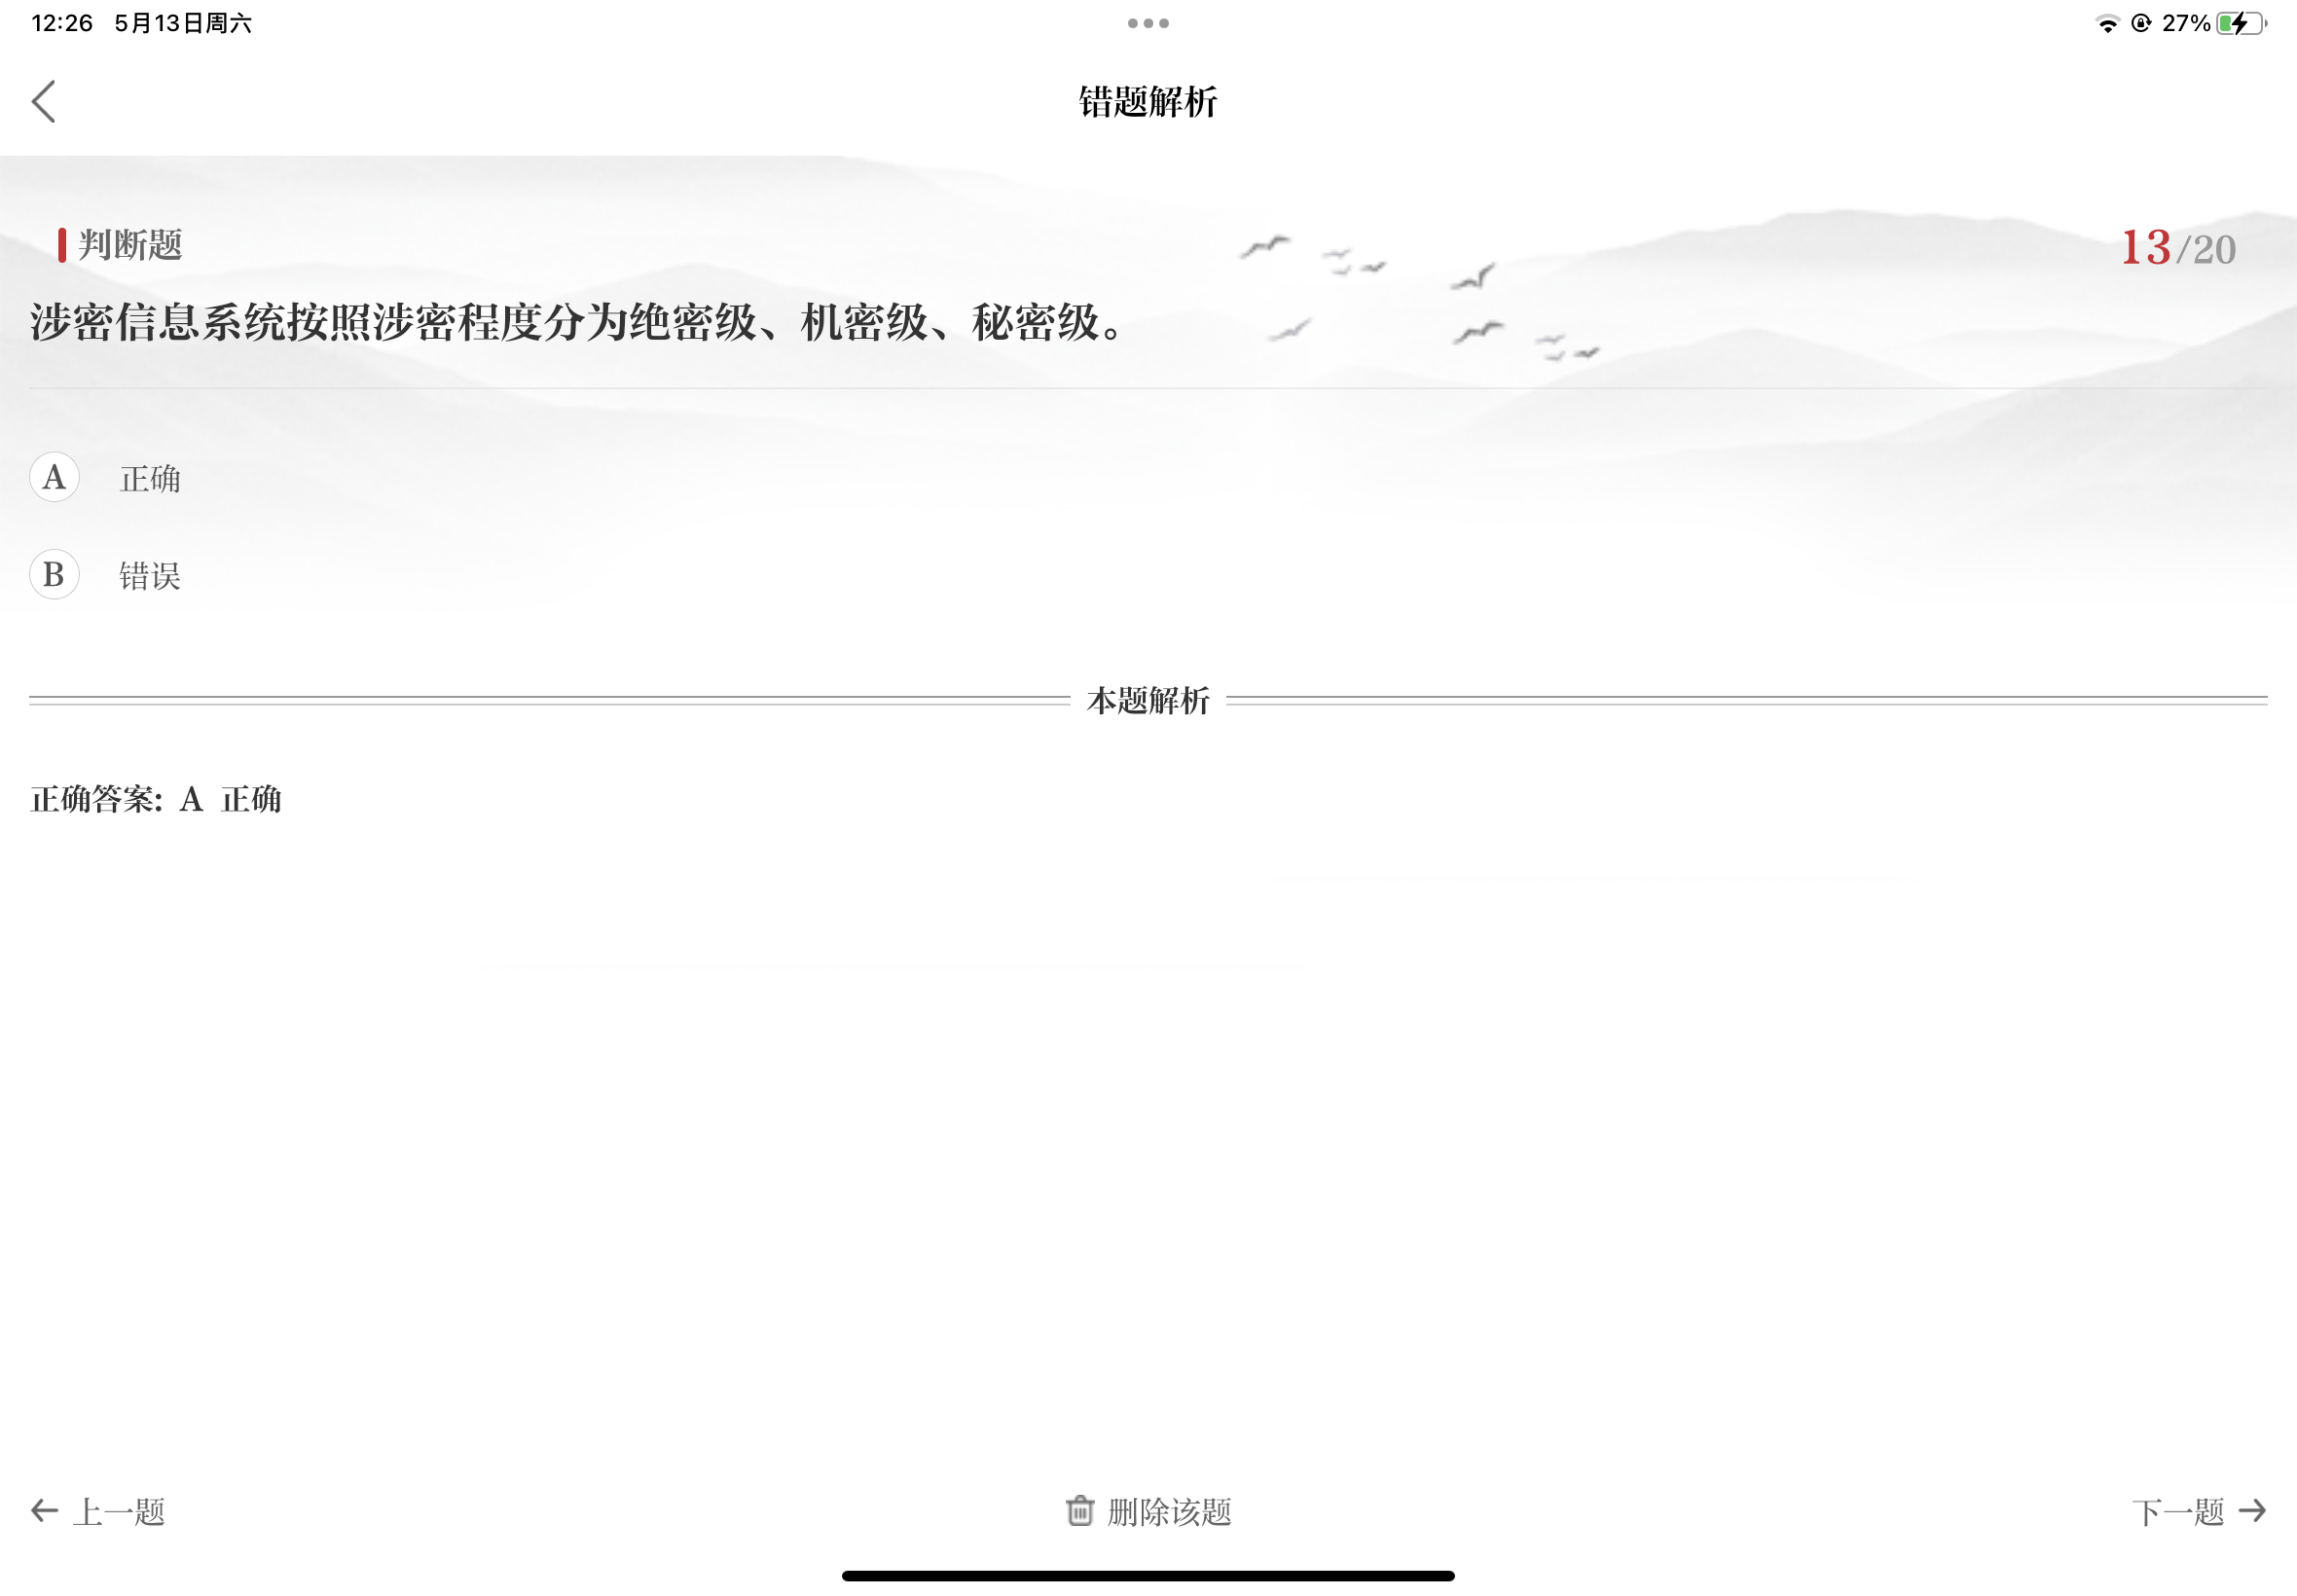 12:26 5月13日周六
27%
错题解析
判断题
13/20
涉密信息系统按照涉密程度分为绝密级、机密级、秘密级。
A 正确
B 错误
本题解析
正确答案: A 正确
上一题
删除该题
下一题